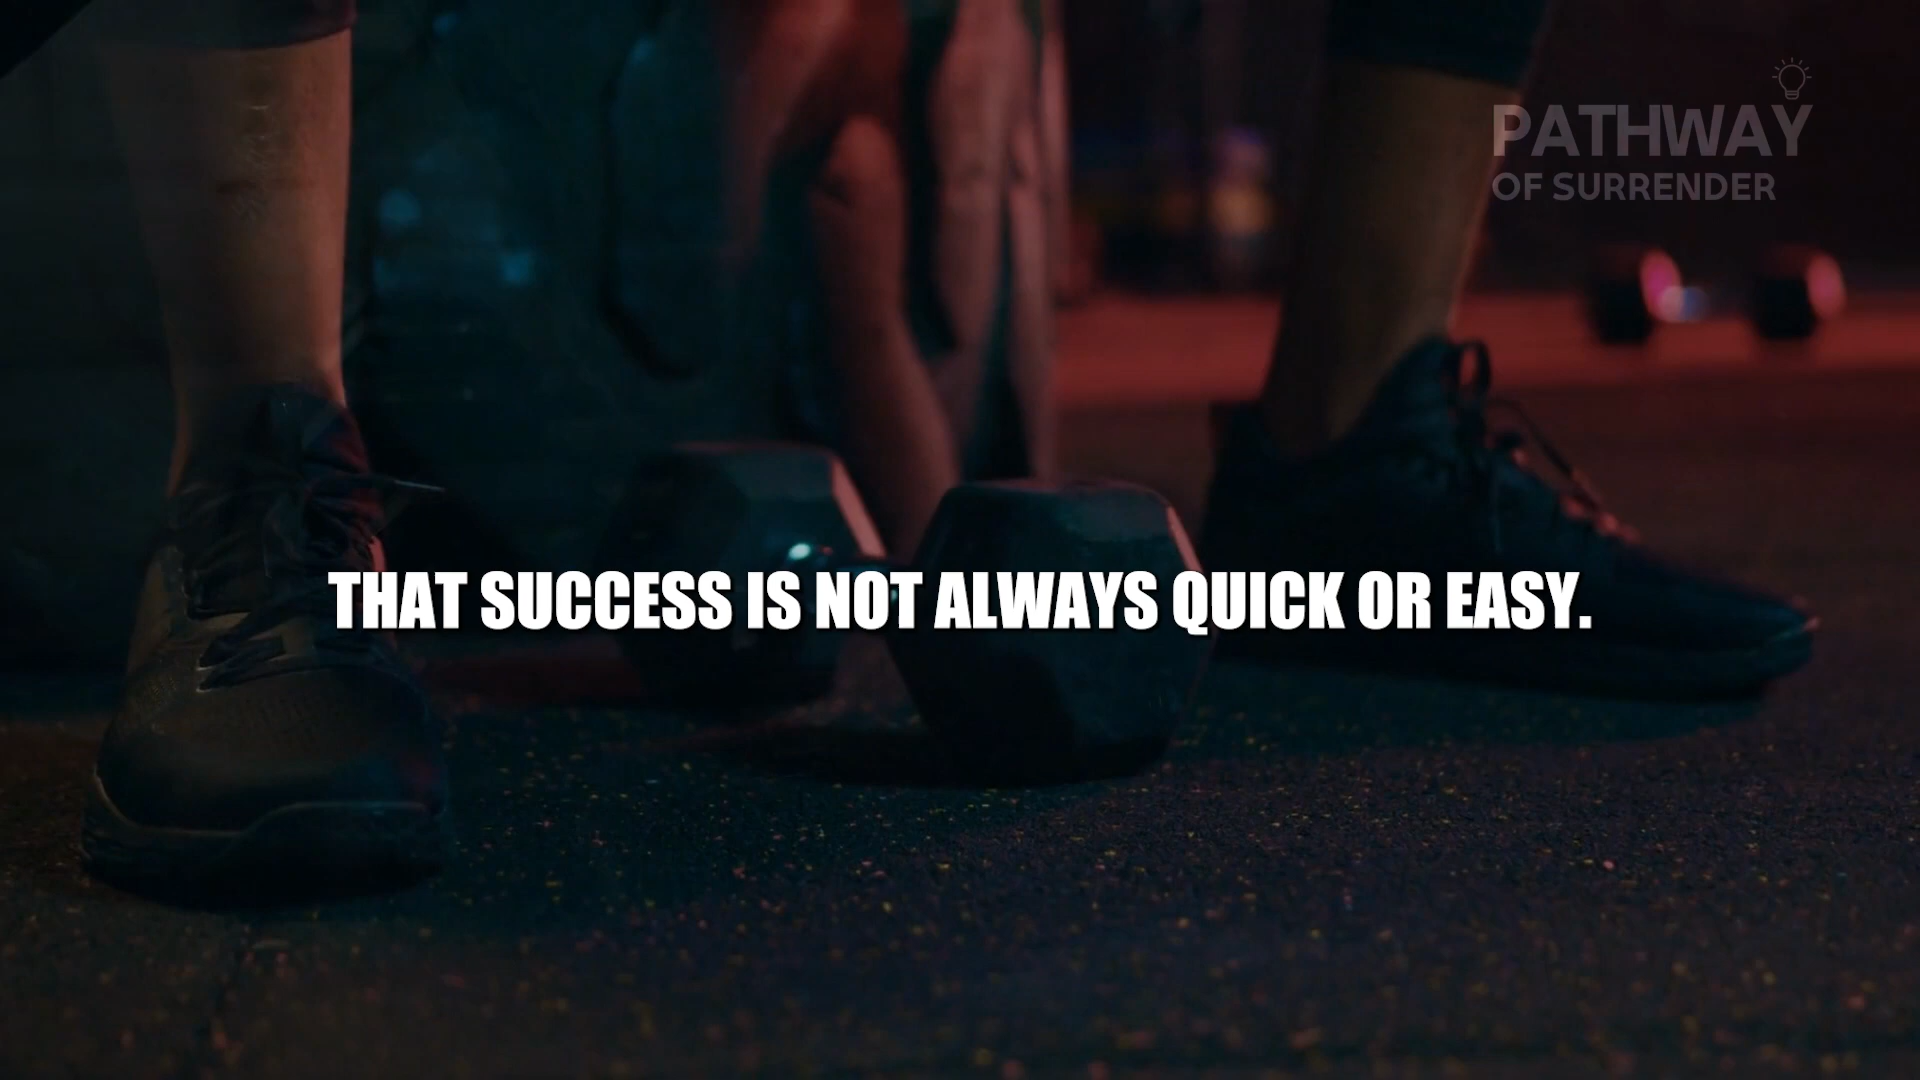 PATHWAY
OF SURRENDER
THAT SUCCESS IS NOT ALWAYS QUICK OR EASY.